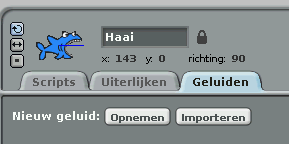 Haai
x: 143 y: 0 richting: 90
Scripts Uiterlijken Geluiden
Nieuw geluid: Opnemen Importeren